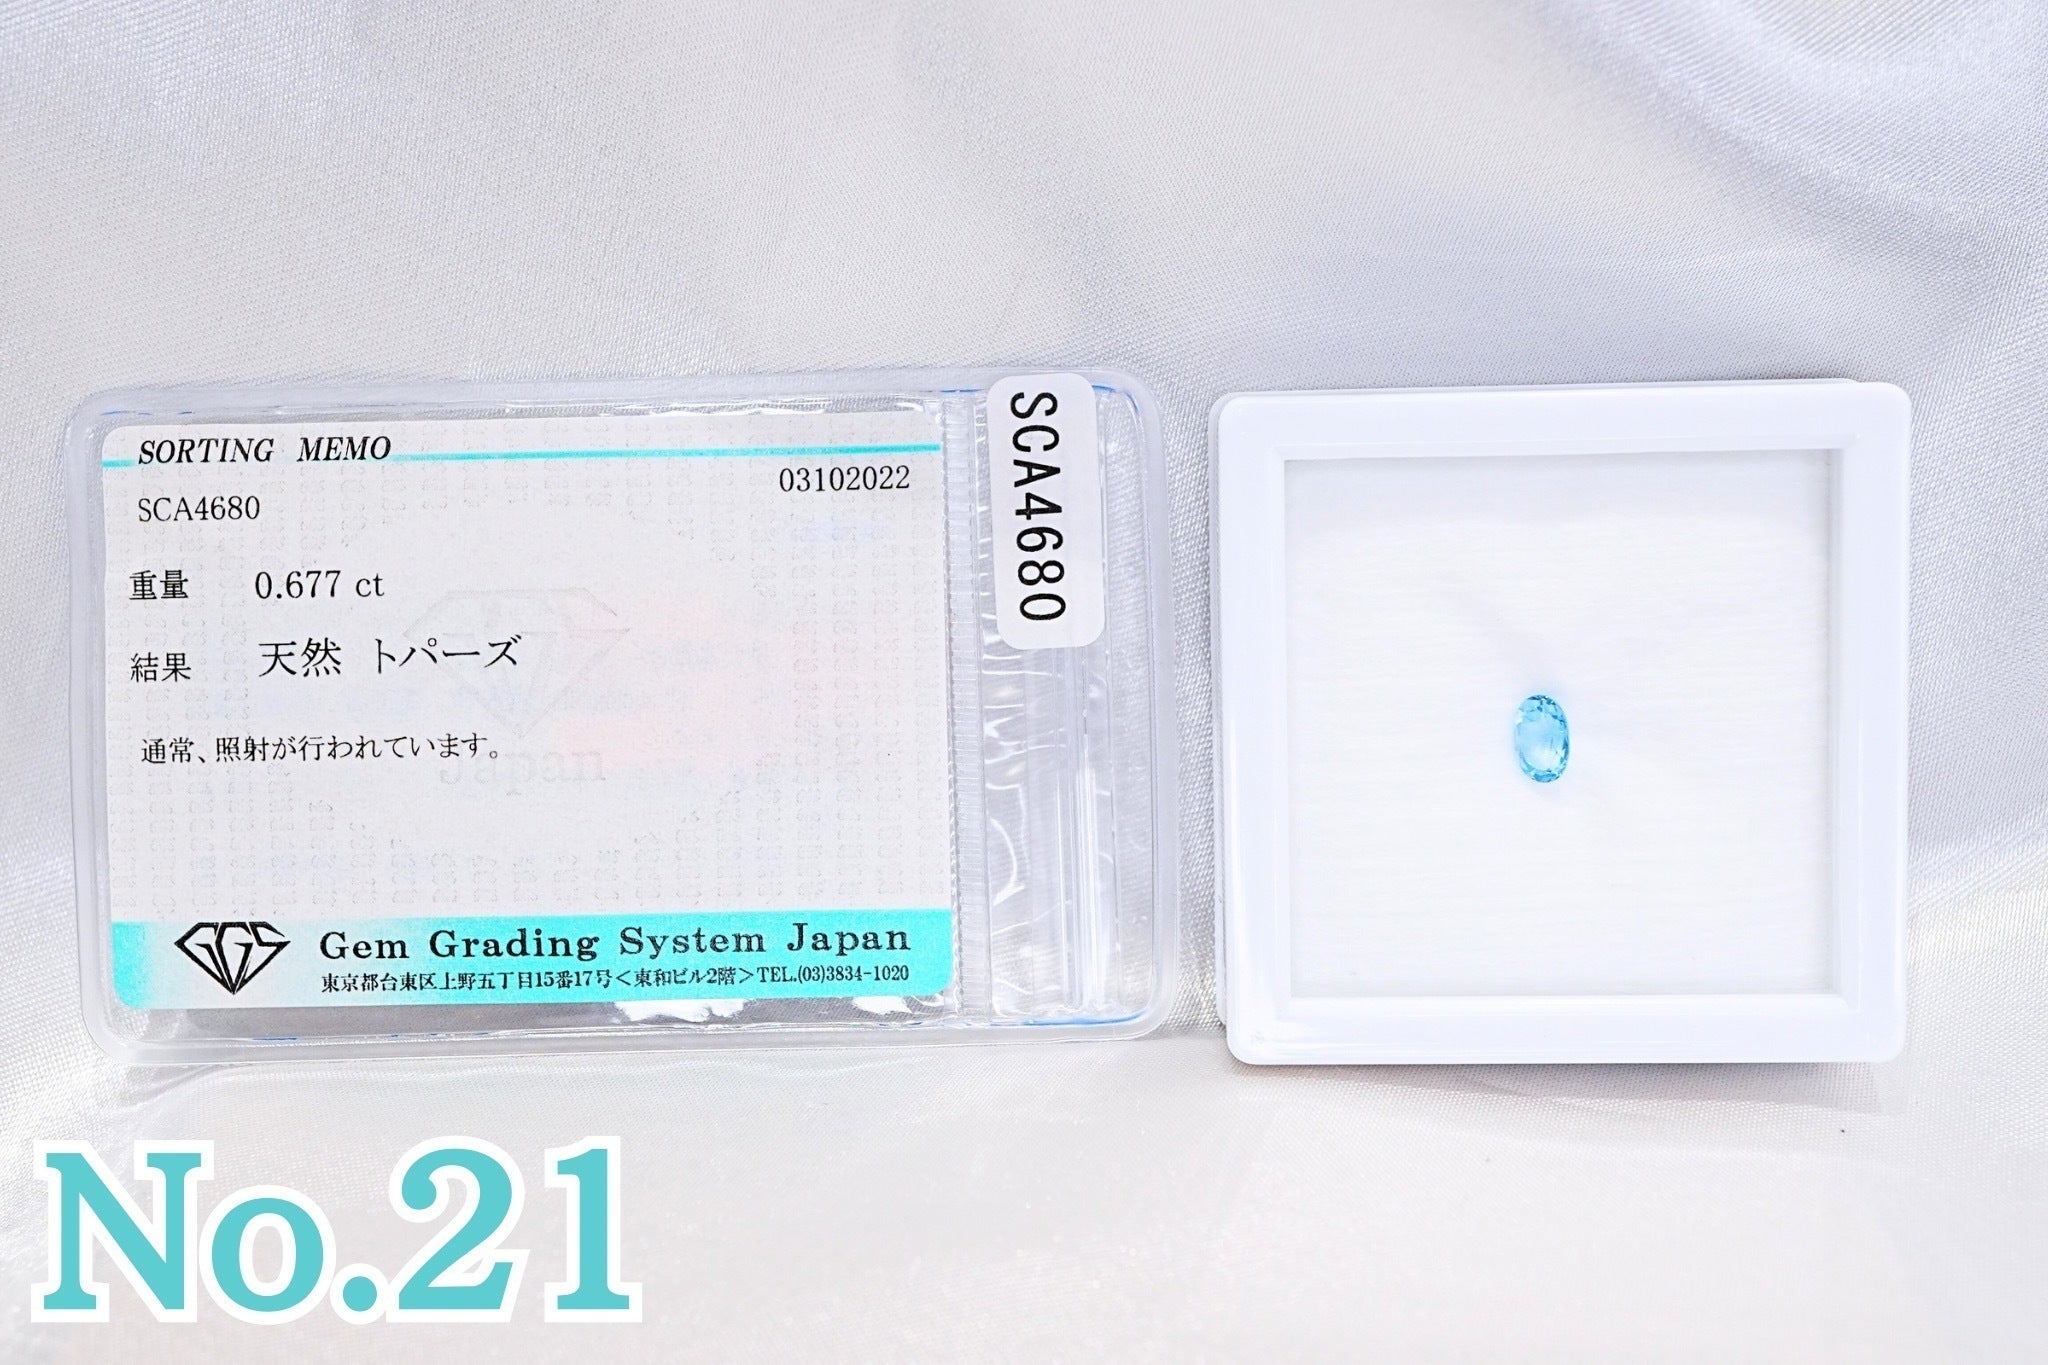 SORTING MEMO
03102022
SCA4680
重量 0.677 ct
結果 天然 トパーズ
通常、照射が行われています。
Japan
GGS
Gem Grading System Japan
東京都台東区上野五丁目15番17号＜東和ビル2階＞TEL.(03)3834-1020
SCA4680
No.21